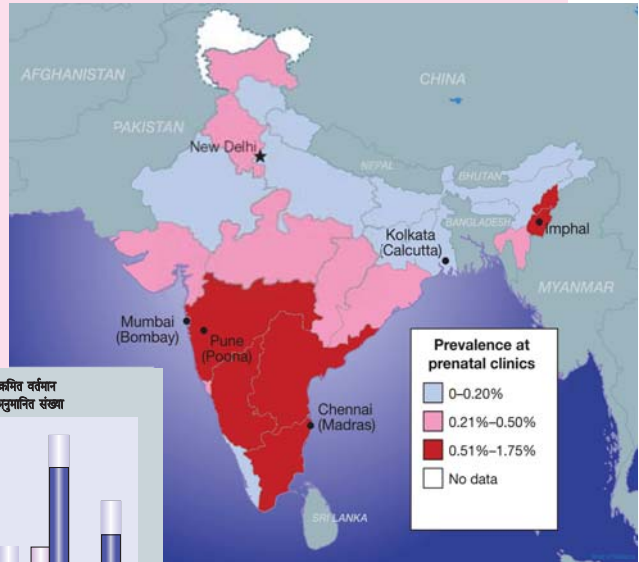 AFGHANISTAN
CHINA
PAKISTAN
New Delhi
NEPAL
BHUTAN
BANGLADESH
Imphal
Kolkata
(Calcutta)
MYANMAR
Mumbai
(Bombay)
Pune
(Poona)
Chennai
(Madras)
SRI LANKA
Prevalence at
prenatal clinics
0–0.20%
0.21%–0.50%
0.51%–1.75%
No data
वर्तमान
संख्या